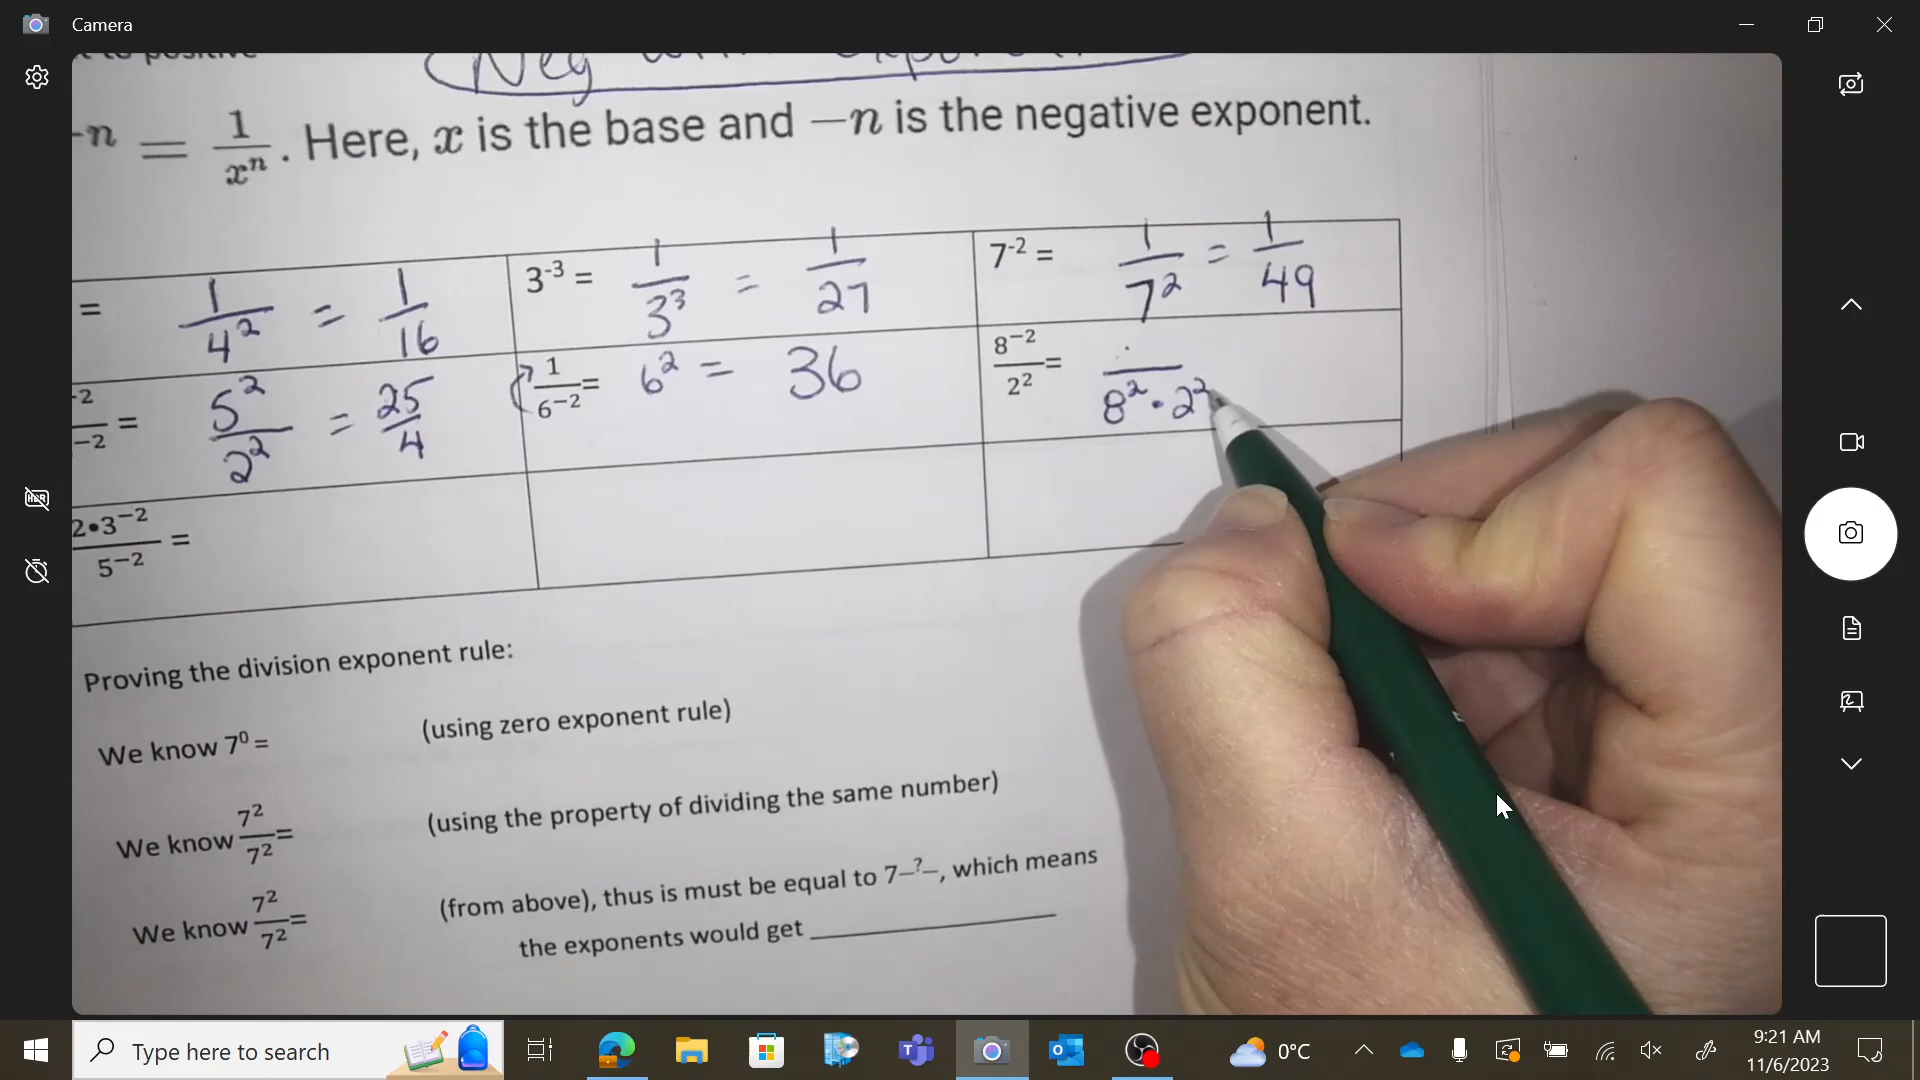 Camera
t to positive
Neg
-n = 1/xⁿ. Here, x is the base and −n is the negative exponent.
= 1/4² = 1/16
3⁻³ = 1/3³ = 1/27
7⁻² = 1/7² = 1/49
-2/-2 = 5²/2² = 25/4
1/6⁻² = 6² = 36
8⁻²/2² = /8² • 2²
2•3⁻²/5⁻² =
Proving the division exponent rule:
We know 7⁰ = (using zero exponent rule)
We know 7²/7² = (using the property of dividing the same number)
We know 7²/7² = (from above), thus is must be equal to 7–?–, which means
the exponents would get ____________
Type here to search
0°C
9:21 AM
11/6/2023